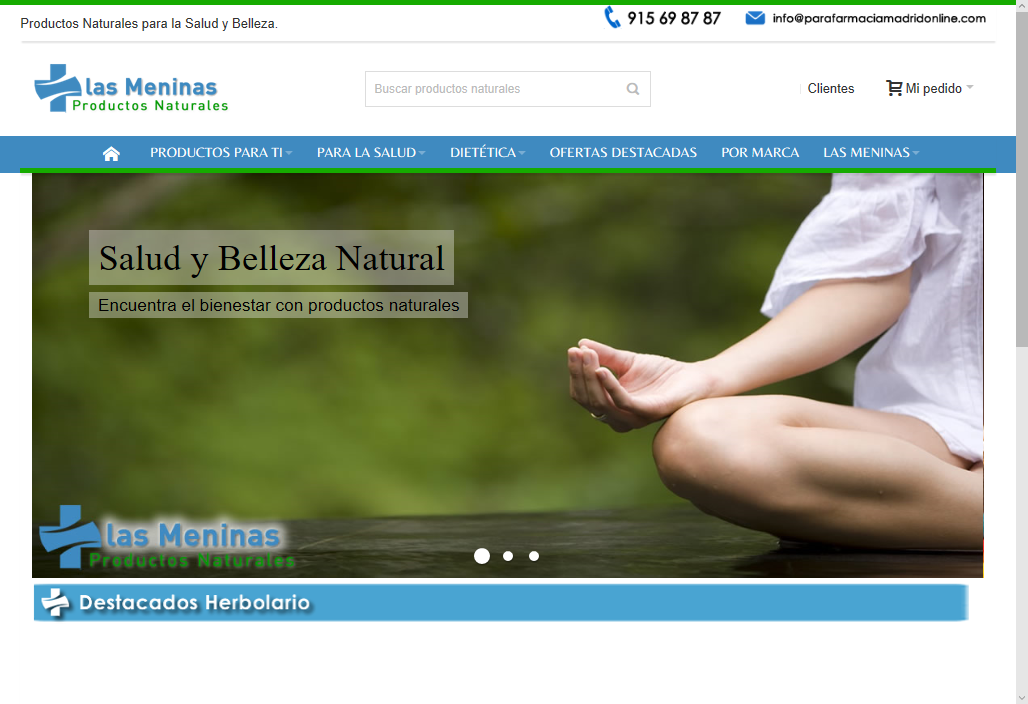 Productos Naturales para la Salud y Belleza.
915 69 87 87
info@parafarmaciamadridonline.com
las Meninas
Productos Naturales
Buscar productos naturales
Clientes
Mi pedido
PRODUCTOS PARA TI
PARA LA SALUD
DIETÉTICA
OFERTAS DESTACADAS
POR MARCA
LAS MENINAS
Salud y Belleza Natural
Encuentra el bienestar con productos naturales
las Meninas
Productos Naturales
Destacados Herbolario